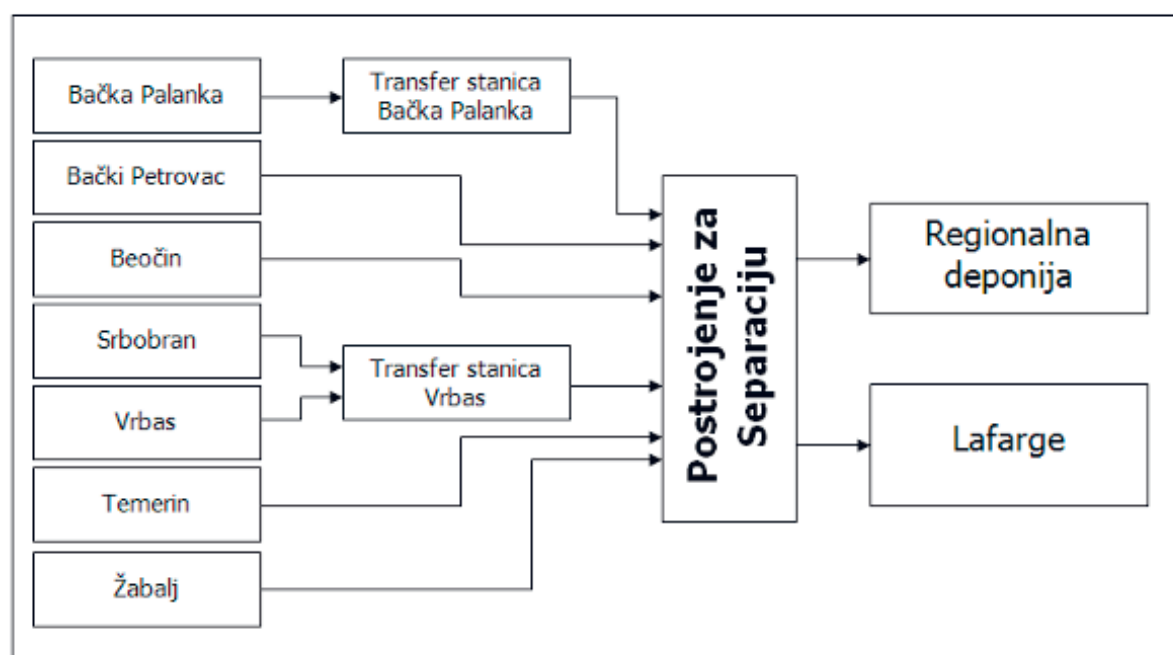 Bačka Palanka
Transfer stanica
Bačka Palanka
Bački Petrovac
Beočin
Srbobran
Vrbas
Transfer stanica
Vrbas
Temerin
Žabalj
Postrojenje za
Separaciju
Regionalna
deponija
Lafarge